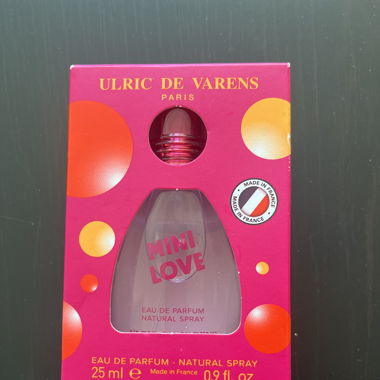 ULRIC DE VARENS
PARIS
MADE IN FRANCE
MADE IN FRANCE
MINI
LOVE
EAU DE PARFUM
NATURAL SPRAY
EAU DE PARFUM - NATURAL SPRAY
25 ml e Made in France 0.9 fl. oz